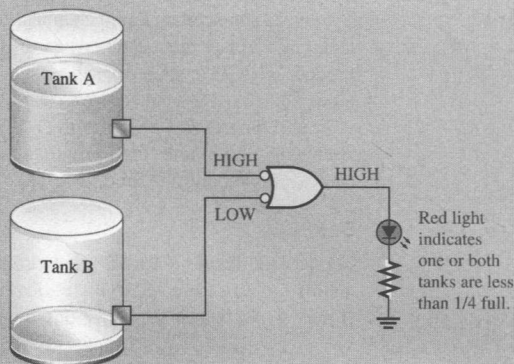 Tank A
HIGH
HIGH
LOW
Tank B
Red light
indicates
one or both
tanks are less
than 1/4 full.